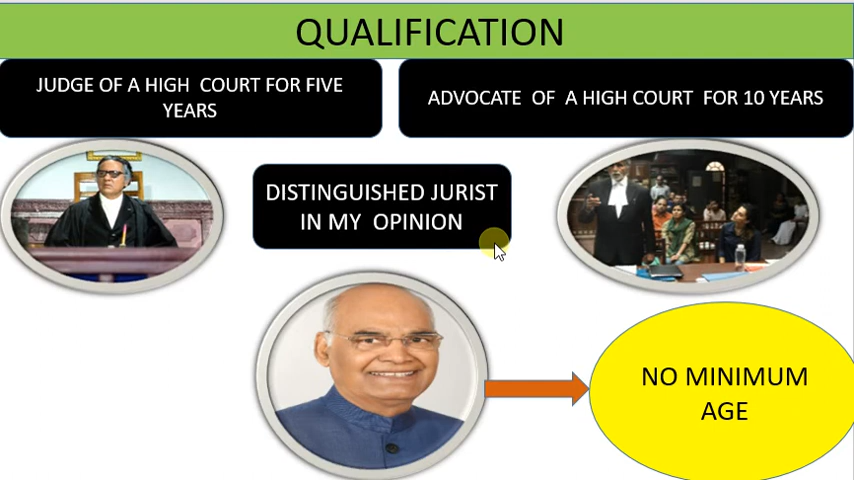 QUALIFICATION
JUDGE OF A HIGH COURT FOR FIVE
YEARS
ADVOCATE OF A HIGH COURT FOR 10 YEARS
DISTINGUISHED JURIST
IN MY OPINION
NO MINIMUM
AGE